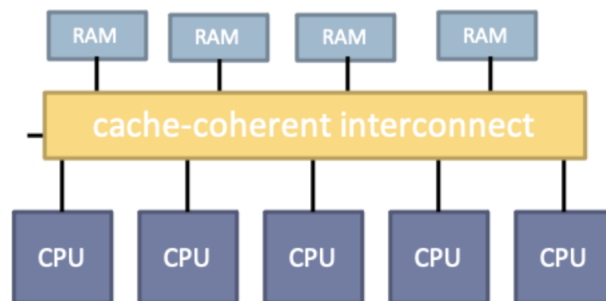 RAM RAM RAM RAM
cache-coherent interconnect
CPU CPU CPU CPU CPU